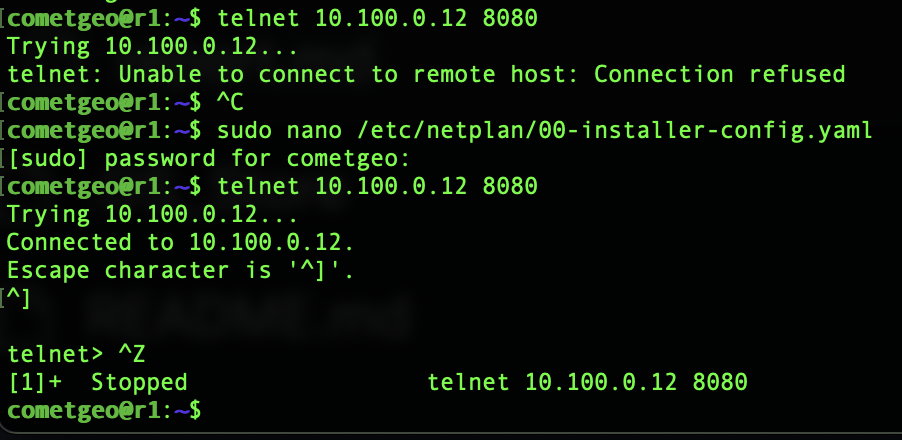 [cometgeo@r1:~$ telnet 10.100.0.12 8080
Trying 10.100.0.12...
telnet: Unable to connect to remote host: Connection refused
[cometgeo@r1:~$ ^C
[cometgeo@r1:~$ sudo nano /etc/netplan/00-installer-config.yaml
[[sudo] password for cometgeo:
[cometgeo@r1:~$ telnet 10.100.0.12 8080
Trying 10.100.0.12...
Connected to 10.100.0.12.
Escape character is '^]'.
[^]
README.md
telnet> ^Z
[1]+  Stopped                 telnet 10.100.0.12 8080
cometgeo@r1:~$